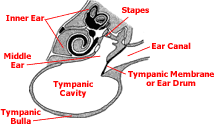 Inner Ear
Stapes
Middle
Ear
Ear Canal
Tympanic
Cavity
Tympanic Membrane
or Ear Drum
Tympanic
Bulla